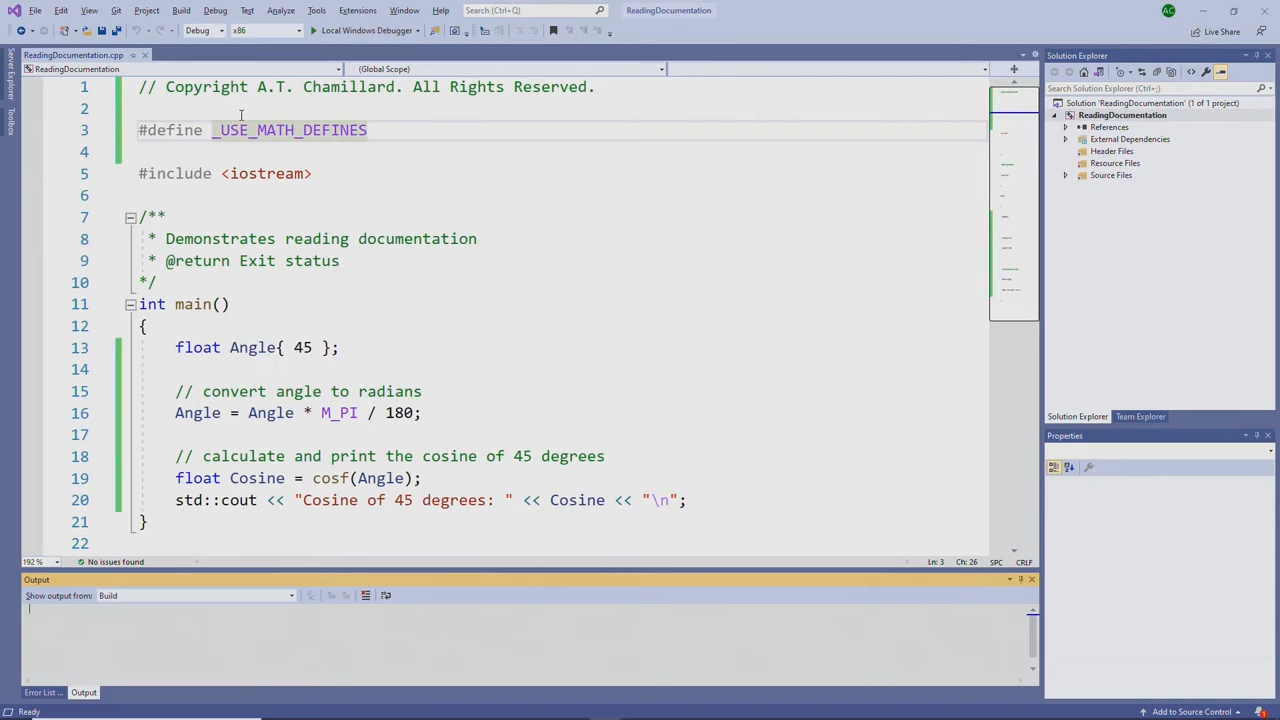 File Edit View Git Project Build Debug Test Analyze Tools Extensions Window Help Search (Ctrl+Q) ReadingDocumentation AC
Debug x86 Local Windows Debugger Live Share
Server Explorer
Toolbox
ReadingDocumentation.cpp
ReadingDocumentation (Global Scope)
1 // Copyright A.T. Chamillard. All Rights Reserved.
2
3 #define _USE_MATH_DEFINES
4
5 #include <iostream>
6
7 /**
8 * Demonstrates reading documentation
9 * @return Exit status
10 */
11 int main()
12 {
13 float Angle{ 45 };
14
15 // convert angle to radians
16 Angle = Angle * M_PI / 180;
17
18 // calculate and print the cosine of 45 degrees
19 float Cosine = cosf(Angle);
20 std::cout << "Cosine of 45 degrees: " << Cosine << "\n";
21 }
22
192 % No issues found Ln: 3 Ch: 26 SPC CRLF
Output
Show output from: Build
Error List ... Output
Solution Explorer
Search Solution Explorer (Ctrl+;)
Solution 'ReadingDocumentation' (1 of 1 project)
ReadingDocumentation
References
External Dependencies
Header Files
Resource Files
Source Files
Solution Explorer Team Explorer
Properties
Ready Add to Source Control 1